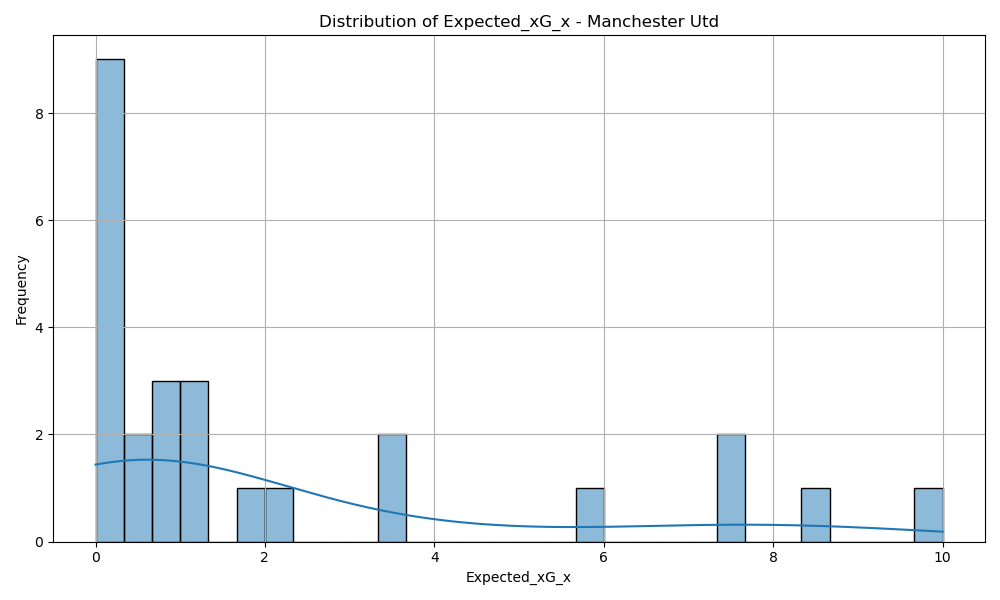 Distribution of Expected_xG_x - Manchester Utd
Frequency
8
6
4
2
0
0 2 4 6 8 10
Expected_xG_x